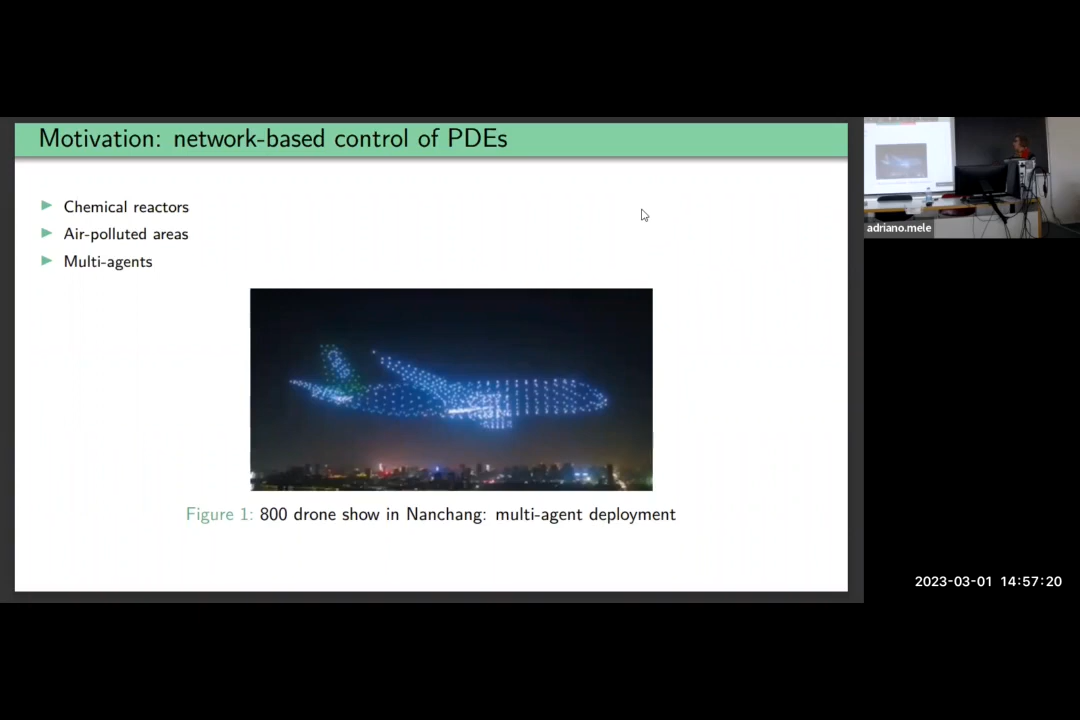 Motivation: network-based control of PDEs
Chemical reactors
Air-polluted areas
Multi-agents
Figure 1: 800 drone show in Nanchang: multi-agent deployment
adriano.mele
2023-03-01 14:57:20